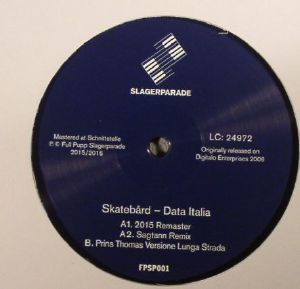 SLAGERPARADE
Mastered at Schnittstelle
P. © Full Pupp Slagerparade
2015/2016
LC: 24972
Originally released on
Digitalo Enterprises 2006
Skatebård – Data Italia
A1. 2015 Remaster
A2. Sagtann Remix
B. Prins Thomas Versione Lunga Strada
FPSP001